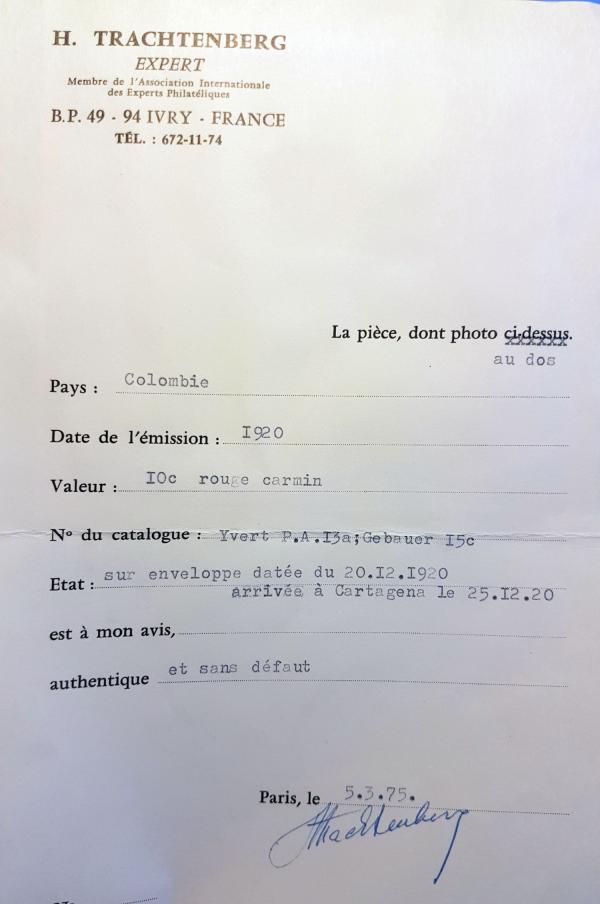 H. TRACHTENBERG
EXPERT
Membre de l'Association Internationale
des Experts Philatéliques
B.P. 49 - 94 IVRY - FRANCE
TÉL. : 672-11-74
La pièce, dont photo ci-dessus.
au dos
Pays : Colombie
Date de l'émission : I920
Valeur : IOc rouge carmin
No du catalogue : Yvert P.A.I3a;Gebauer I5c
Etat : sur enveloppe datée du 20.I2.I920
arrivée à Cartagena le 25.I2.20
est à mon avis,
authentique et sans défaut
Paris, le 5.3.75.
HTrachtenberg